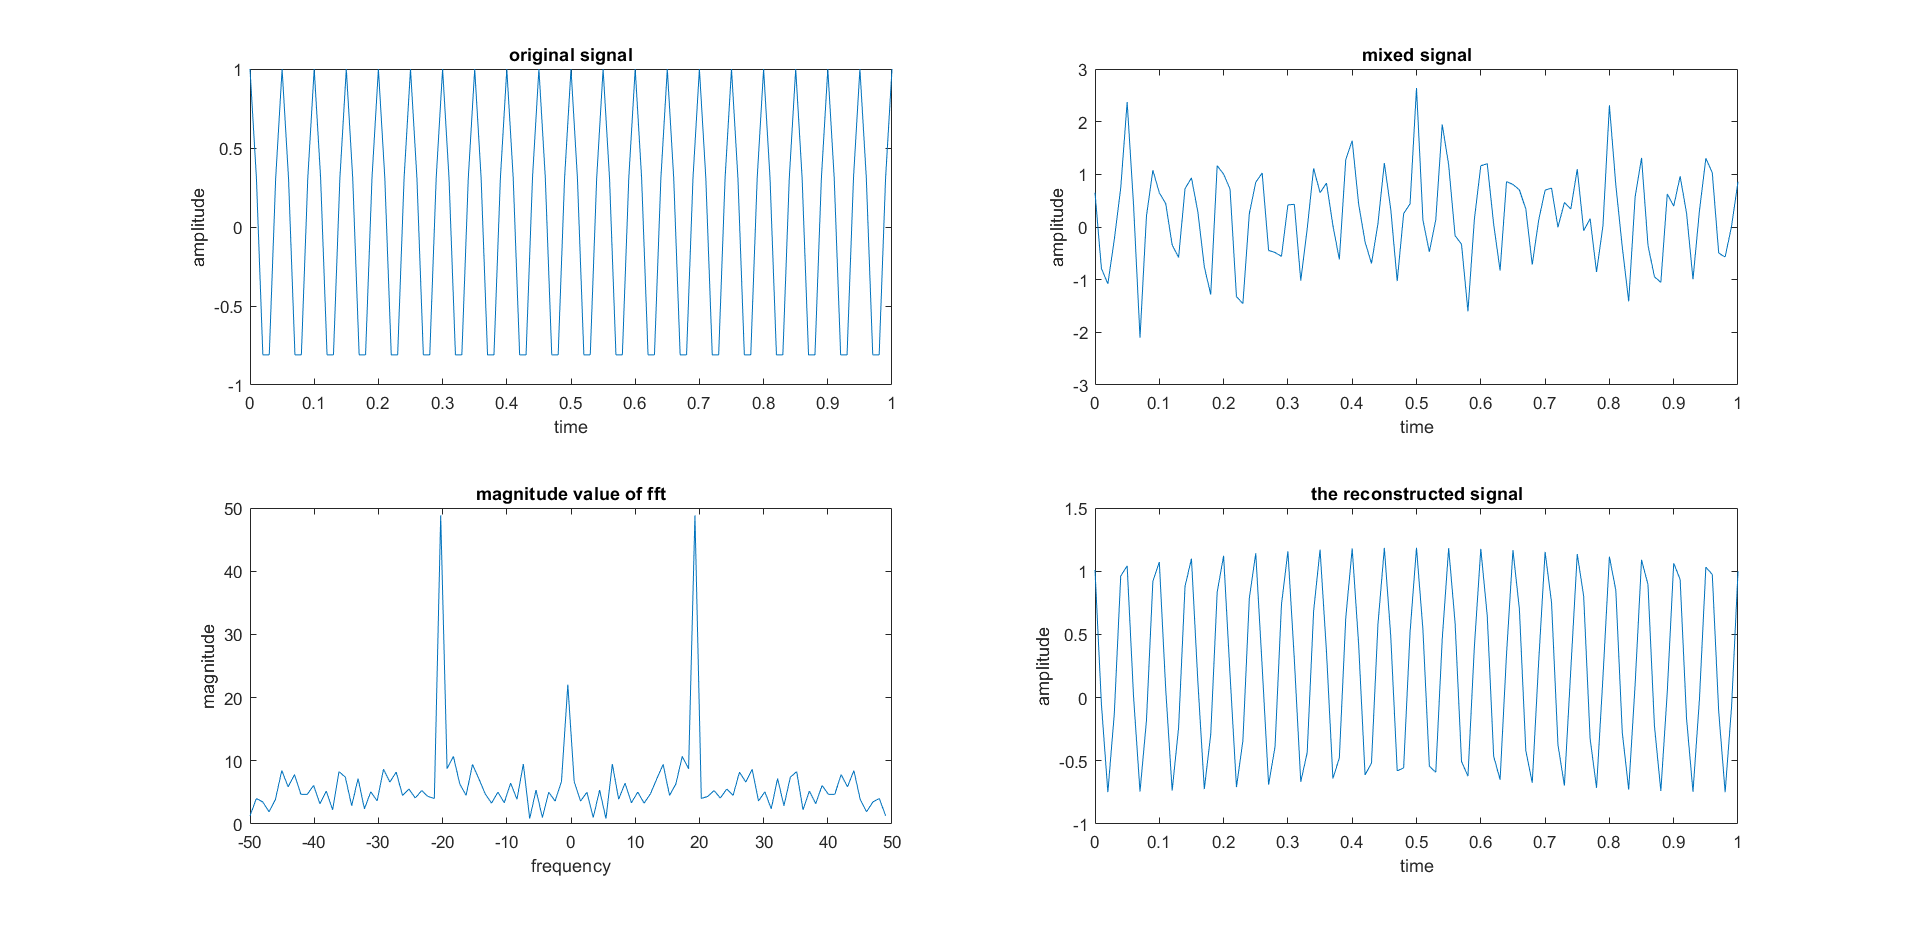 original signal
1
0.5
0
-0.5
-1
amplitude
0 0.1 0.2 0.3 0.4 0.5 0.6 0.7 0.8 0.9 1
time
mixed signal
3
2
1
0
-1
-2
-3
amplitude
0 0.1 0.2 0.3 0.4 0.5 0.6 0.7 0.8 0.9 1
time
magnitude value of fft
50
40
30
20
10
0
magnitude
-50 -40 -30 -20 -10 0 10 20 30 40 50
frequency
the reconstructed signal
1.5
1
0.5
0
-0.5
-1
amplitude
0 0.1 0.2 0.3 0.4 0.5 0.6 0.7 0.8 0.9 1
time